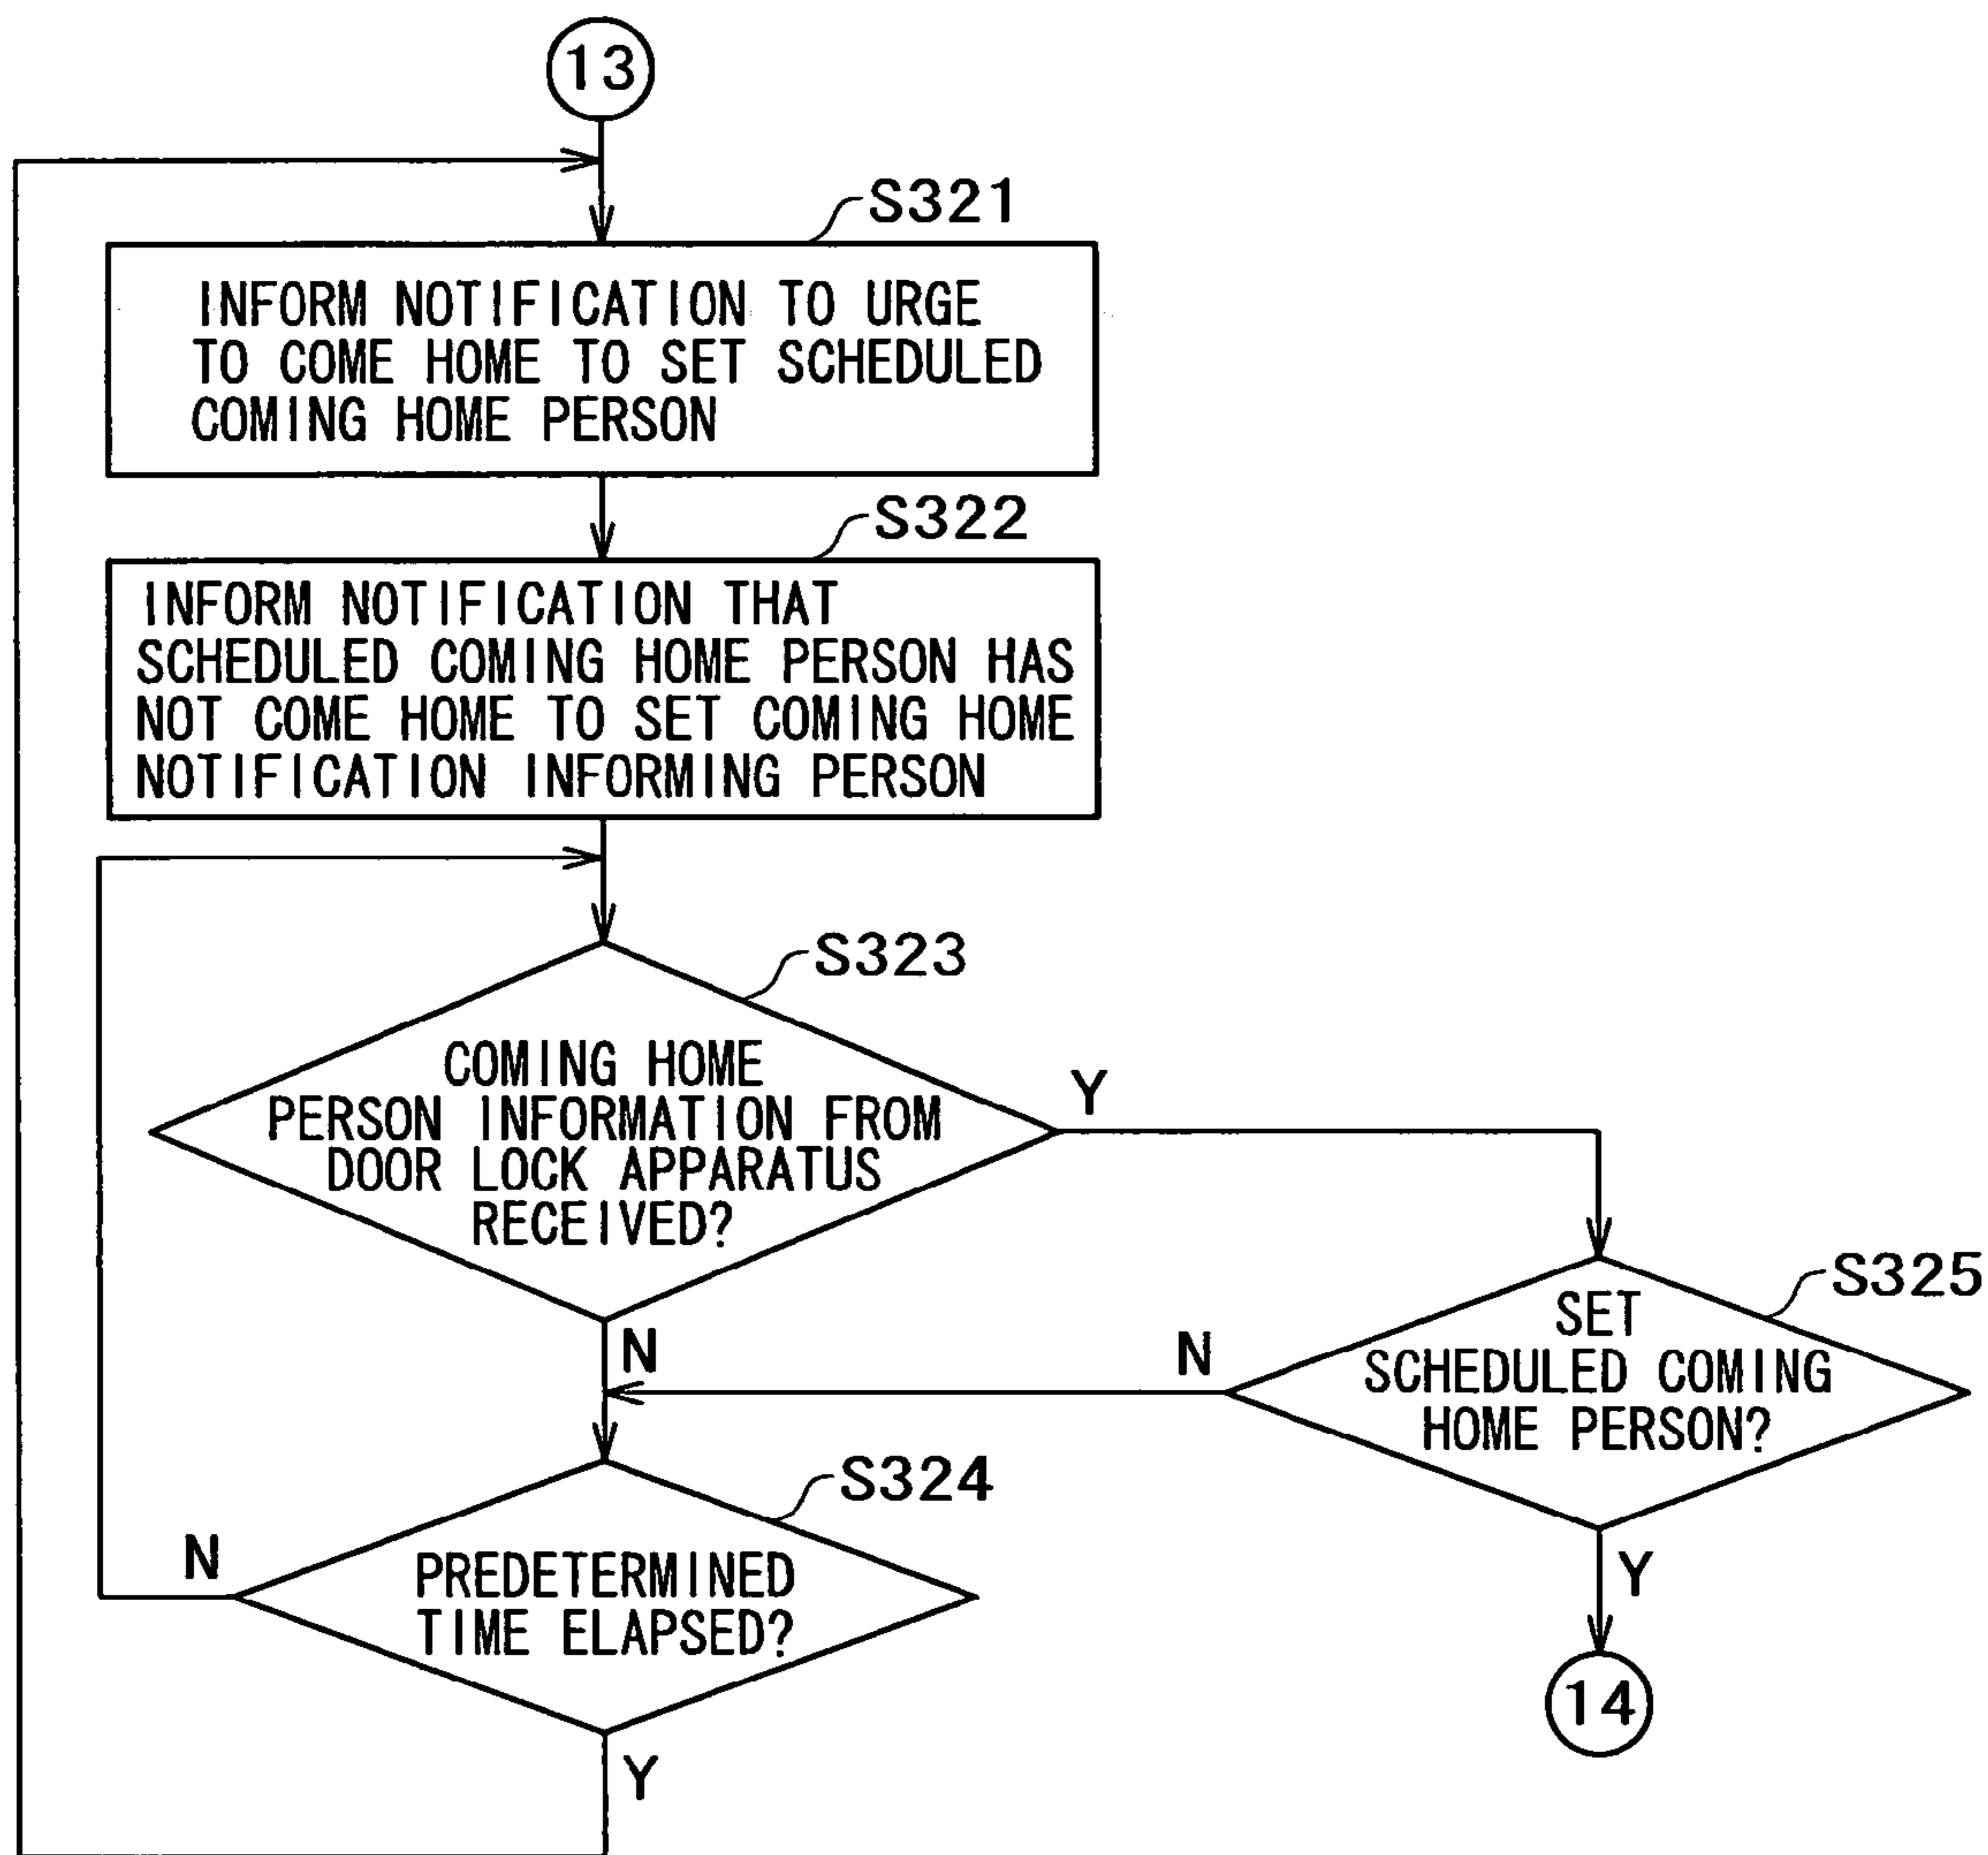 13
S321
INFORM NOTIFICATION TO URGE
TO COME HOME TO SET SCHEDULED
COMING HOME PERSON
S322
INFORM NOTIFICATION THAT
SCHEDULED COMING HOME PERSON HAS
NOT COME HOME TO SET COMING HOME
NOTIFICATION INFORMING PERSON
S323
COMING HOME
PERSON INFORMATION FROM
DOOR LOCK APPARATUS
RECEIVED?
Y
N
S325
SET
SCHEDULED COMING
HOME PERSON?
N
Y
S324
PREDETERMINED
TIME ELAPSED?
N
Y
14